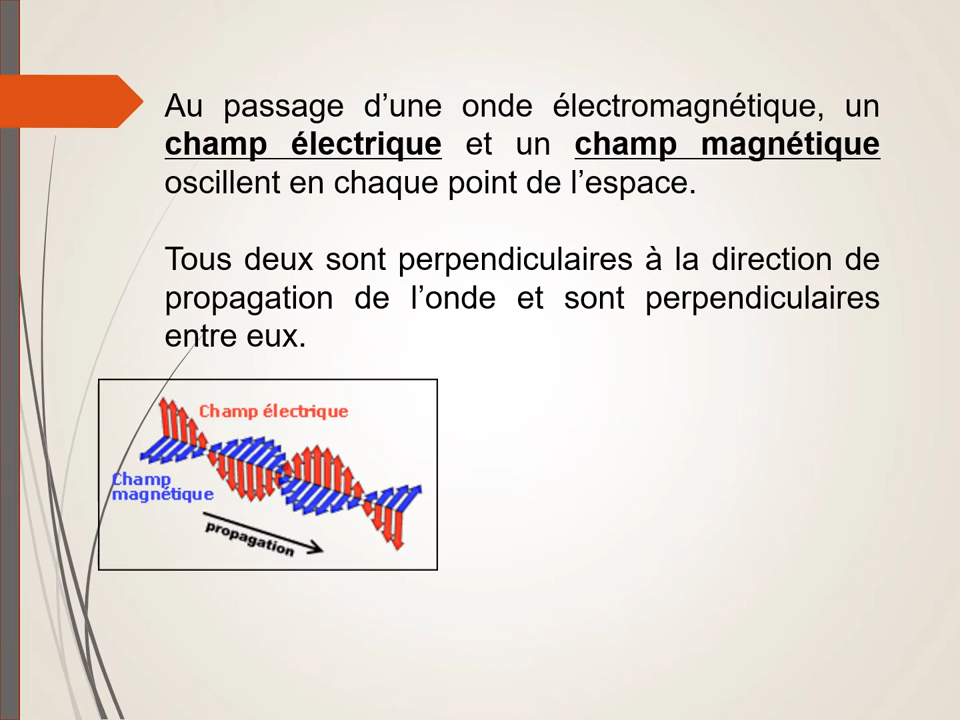 Au passage d’une onde électromagnétique, un
champ électrique et un champ magnétique
oscillent en chaque point de l’espace.
Tous deux sont perpendiculaires à la direction de
propagation de l’onde et sont perpendiculaires
entre eux.
Champ électrique
Champ
magnétique
propagation